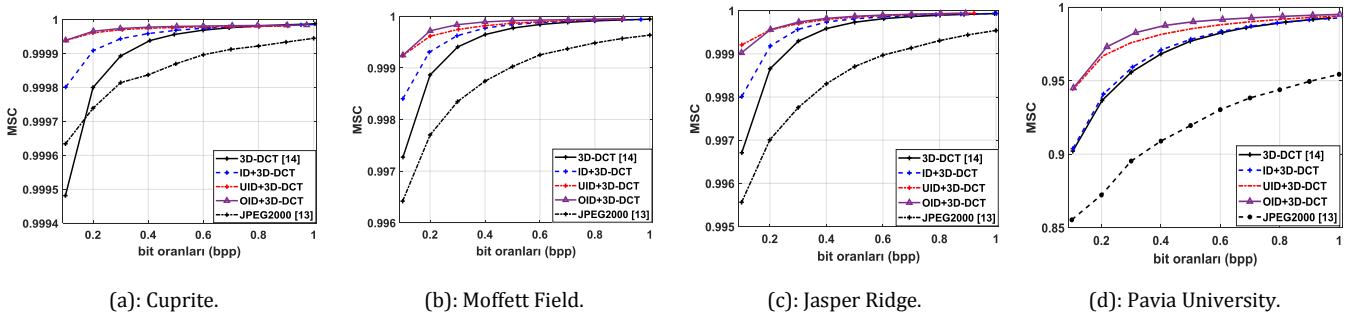 MSC
1
0.9999
0.9998
0.9997
0.9996
0.9995
0.9994
0.2
0.4
0.6
0.8
1
bit oranları (bpp)
3D-DCT [14]
ID+3D-DCT
UID+3D-DCT
OID+3D-DCT
JPEG2000 [13]
(a): Cuprite.
MSC
1
0.999
0.998
0.997
0.996
0.2
0.4
0.6
0.8
1
bit oranları (bpp)
3D-DCT [14]
ID+3D-DCT
UID+3D-DCT
OID+3D-DCT
JPEG2000 [13]
(b): Moffett Field.
MSC
1
0.999
0.998
0.997
0.996
0.995
0.2
0.4
0.6
0.8
1
bit oranları (bpp)
3D-DCT [14]
ID+3D-DCT
UID+3D-DCT
OID+3D-DCT
JPEG2000 [13]
(c): Jasper Ridge.
MSC
1
0.95
0.9
0.85
0.2
0.4
0.6
0.8
1
bit oranları (bpp)
3D-DCT [14]
ID+3D-DCT
UID+3D-DCT
OID+3D-DCT
JPEG2000 [13]
(d): Pavia University.